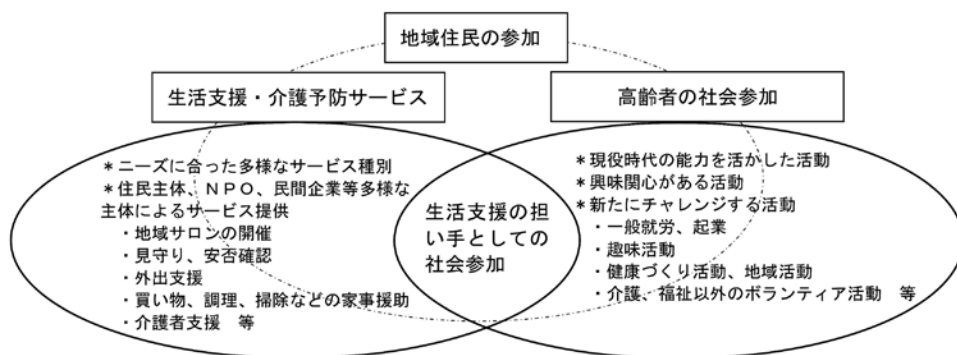 地域住民の参加
生活支援・介護予防サービス
高齢者の社会参加
＊ニーズに合った多様なサービス種別
＊住民主体、ＮＰＯ、民間企業等多様な
主体によるサービス提供
・地域サロンの開催
・見守り、安否確認
・外出支援
・買い物、調理、掃除などの家事援助
・介護者支援　等
生活支援の担
い手としての
社会参加
＊現役時代の能力を活かした活動
＊興味関心がある活動
＊新たにチャレンジする活動
・一般就労、起業
・趣味活動
・健康づくり活動、地域活動
・介護、福祉以外のボランティア活動　等